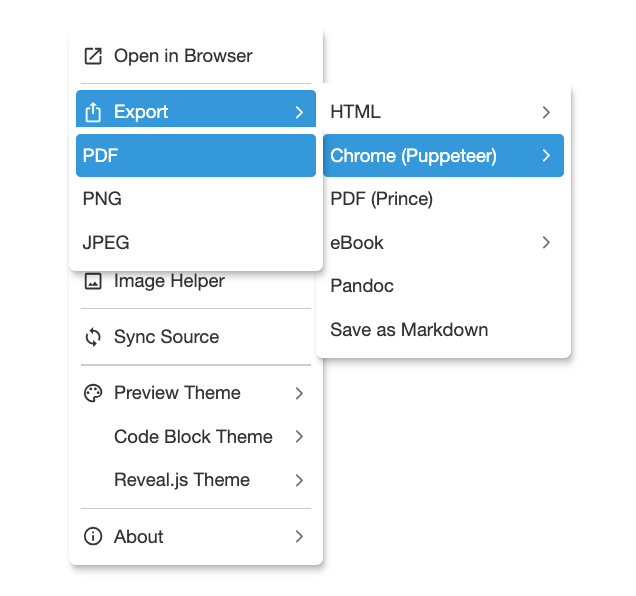 Open in Browser
Export
HTML
PDF
Chrome (Puppeteer)
PNG
PDF (Prince)
JPEG
eBook
Image Helper
Pandoc
Sync Source
Save as Markdown
Preview Theme
Code Block Theme
Reveal.js Theme
About